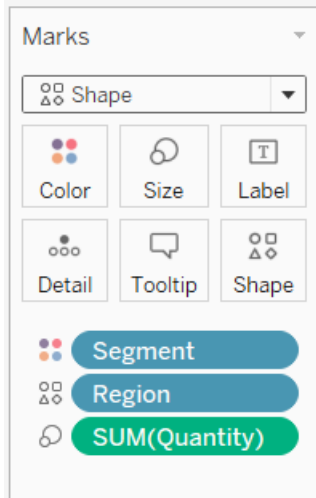 Marks
Shape
Color Size Label
Detail Tooltip Shape
Segment
Region
SUM(Quantity)